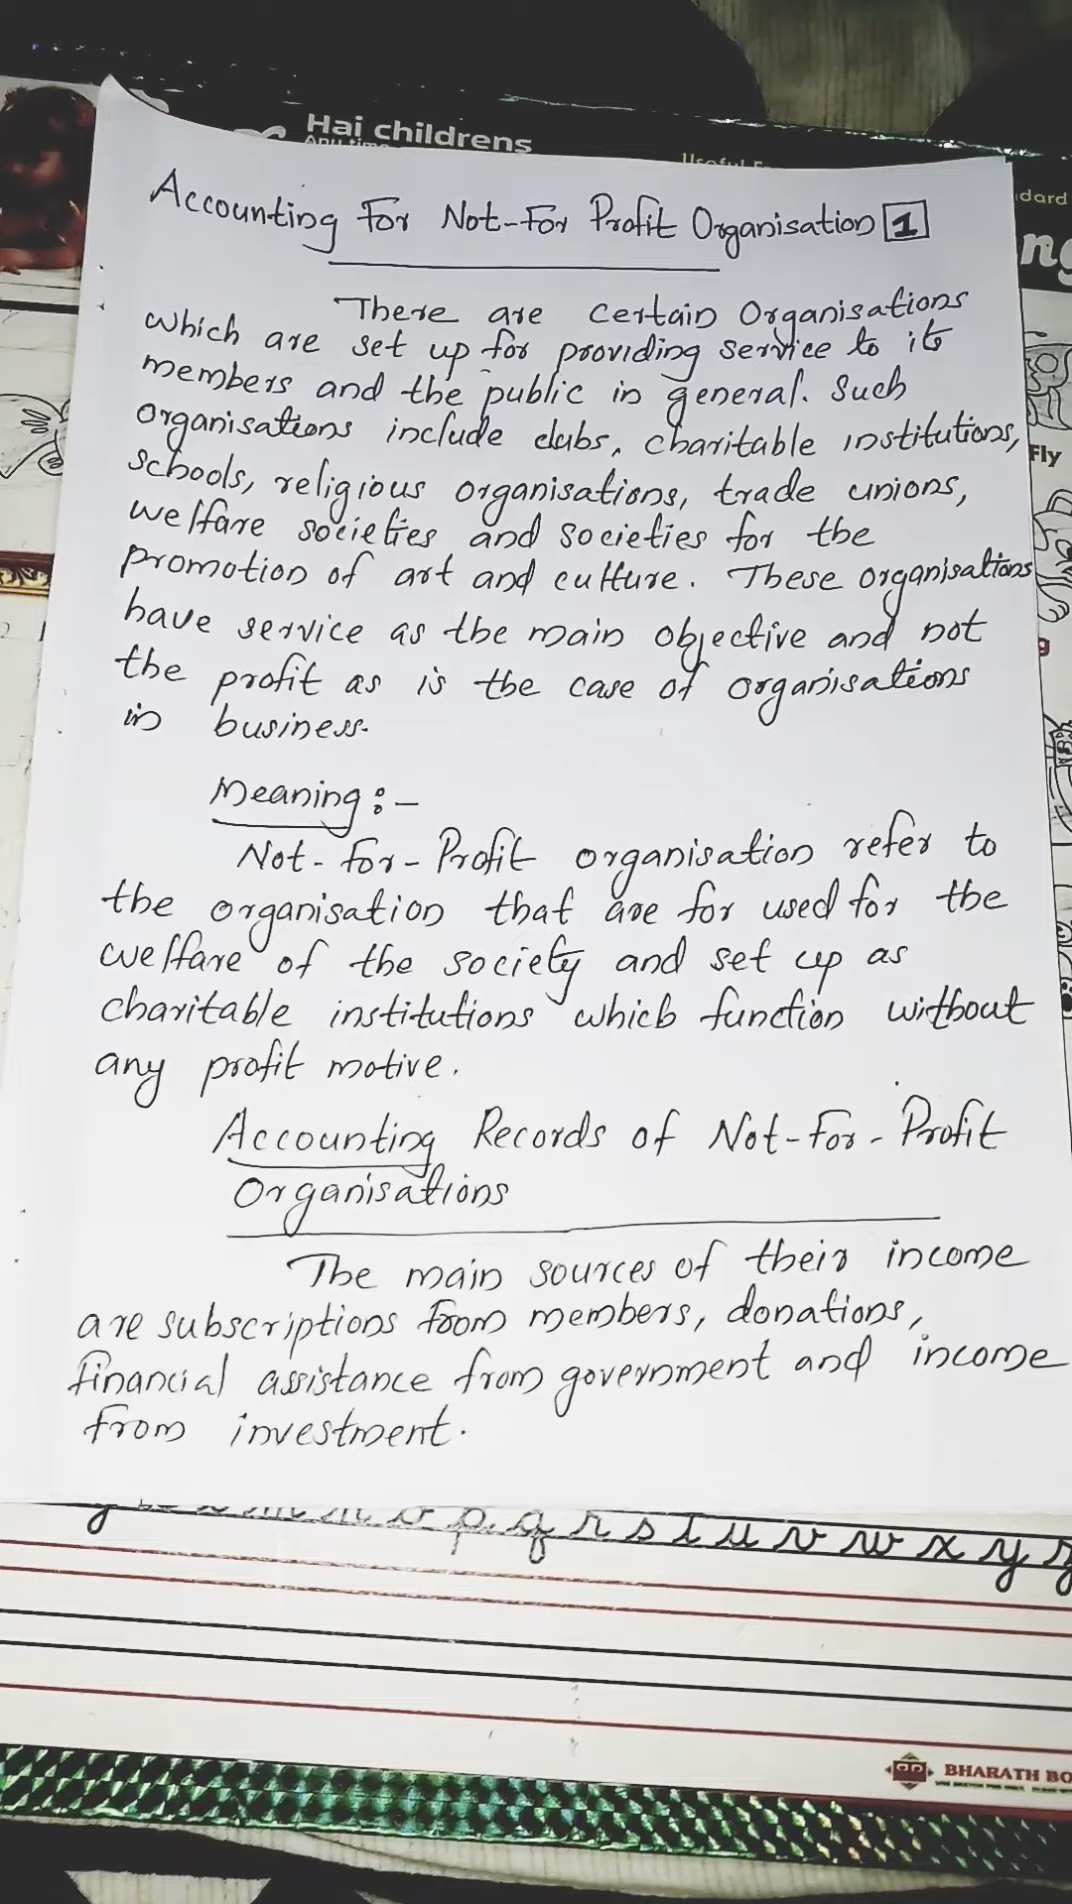 Hai childrens
Any time
dard
Accounting For Not-For Profit Organisation 1
There are certain Organisations
which are set up for providing service to its
members and the public in general. Such
organisations include clubs, charitable institutions,
schools, religious organisations, trade unions,
welfare societies and societies for the
promotion of art and culture. These organisations
have service as the main objective and not
the profit as is the case of organisations
in business.
Meaning :-
Not-for-Profit organisation refer to
the organisation that are for used for the
welfare of the society and set up as
charitable institutions which function without
any profit motive.
Accounting Records of Not-For-Profit
Organisations
The main sources of their income
are subscriptions from members, donations,
financial assistance from government and income
from investment.
Fly
o p q r s t u v w x y z
BHARATH BO